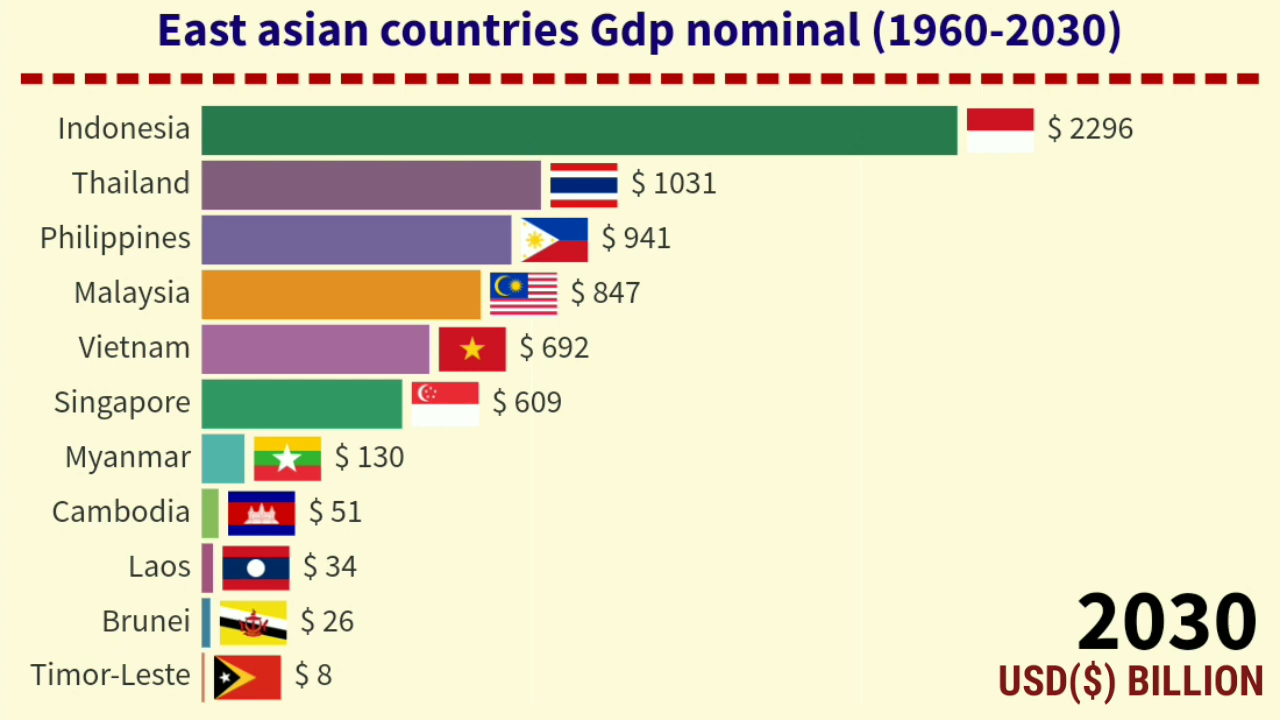 East asian countries Gdp nominal (1960-2030)
Indonesia $ 2296
Thailand $ 1031
Philippines $ 941
Malaysia $ 847
Vietnam $ 692
Singapore $ 609
Myanmar $ 130
Cambodia $ 51
Laos $ 34
Brunei $ 26
Timor-Leste $ 8
2030
USD($) BILLION